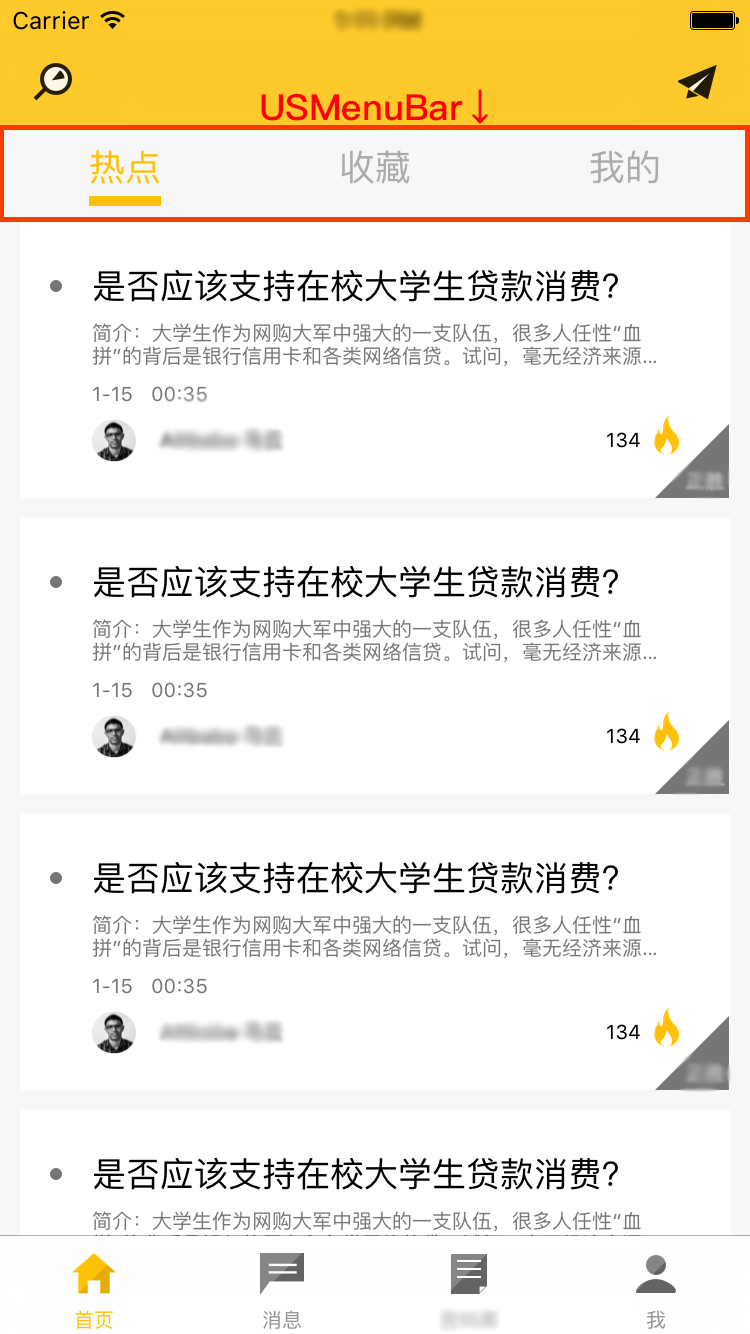 Carrier
USMenuBar↓
热点 收藏 我的
是否应该支持在校大学生贷款消费?
简介：大学生作为网购大军中强大的一支队伍，很多人任性“血
拼”的背后是银行信用卡和各类网络信贷。试问，毫无经济来源...
1-15 00:35
134
是否应该支持在校大学生贷款消费?
简介：大学生作为网购大军中强大的一支队伍，很多人任性“血
拼”的背后是银行信用卡和各类网络信贷。试问，毫无经济来源...
1-15 00:35
134
是否应该支持在校大学生贷款消费?
简介：大学生作为网购大军中强大的一支队伍，很多人任性“血
拼”的背后是银行信用卡和各类网络信贷。试问，毫无经济来源...
1-15 00:35
134
是否应该支持在校大学生贷款消费?
简介：大学生作为网购大军中强大的一支队伍，很多人任性“血
首页 消息 我